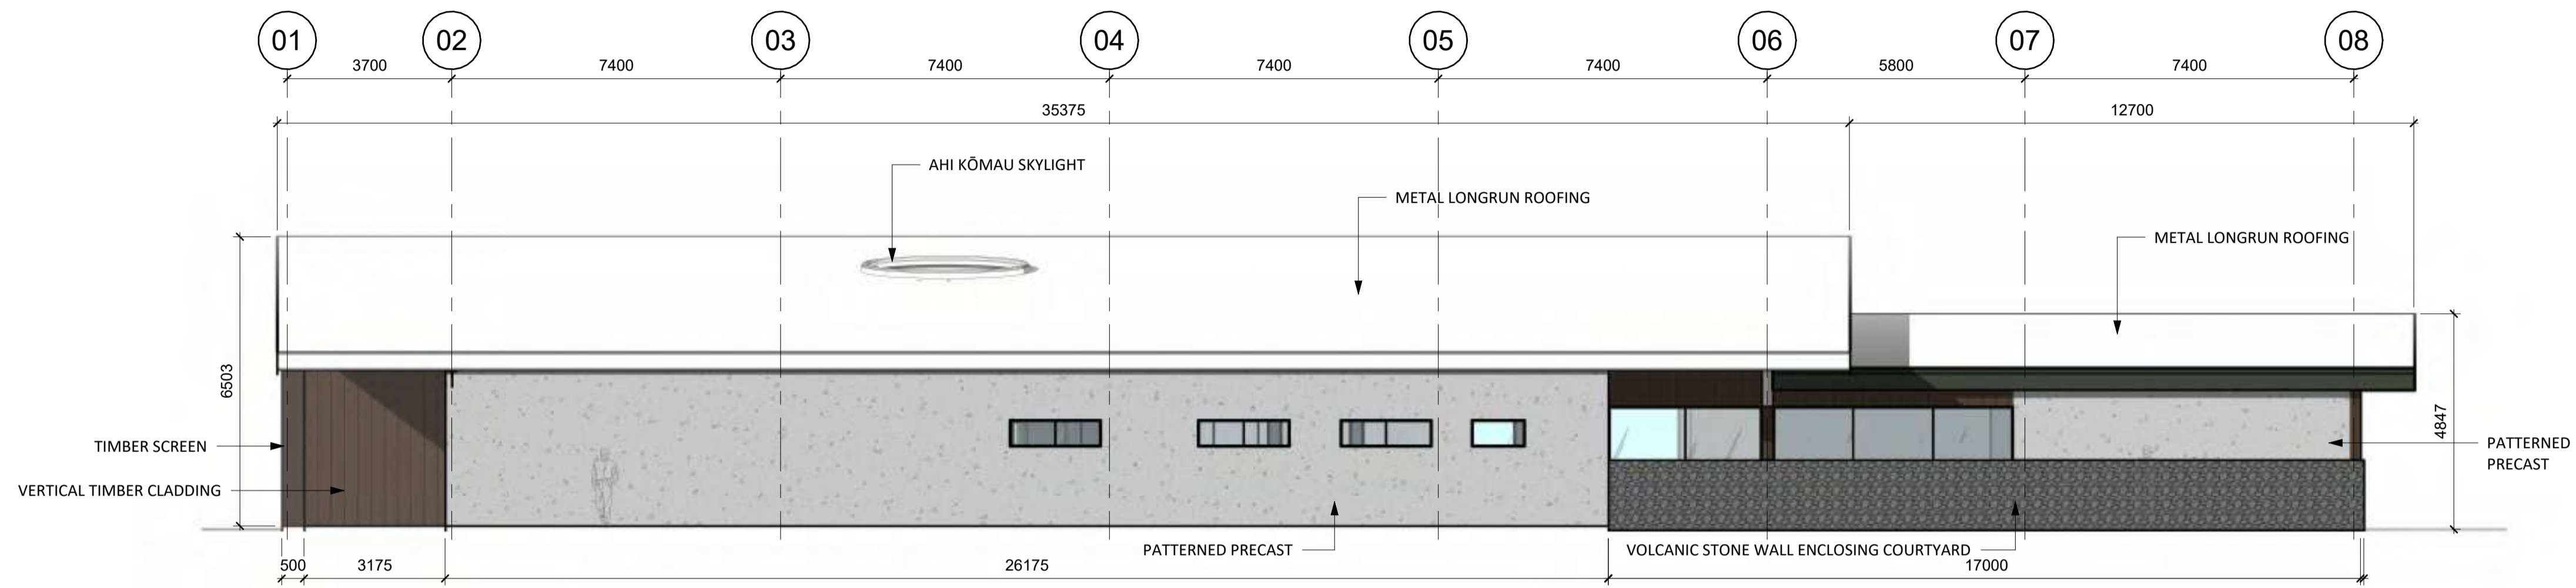 01 02 03 04 05 06 07 08
3700 7400 7400 7400 7400 5800 7400
35375 12700
AHI KŌMAU SKYLIGHT
METAL LONGRUN ROOFING
METAL LONGRUN ROOFING
6503
4847
TIMBER SCREEN
PATTERNED
PRECAST
VERTICAL TIMBER CLADDING
PATTERNED PRECAST
VOLCANIC STONE WALL ENCLOSING COURTYARD
500 3175 26175 17000